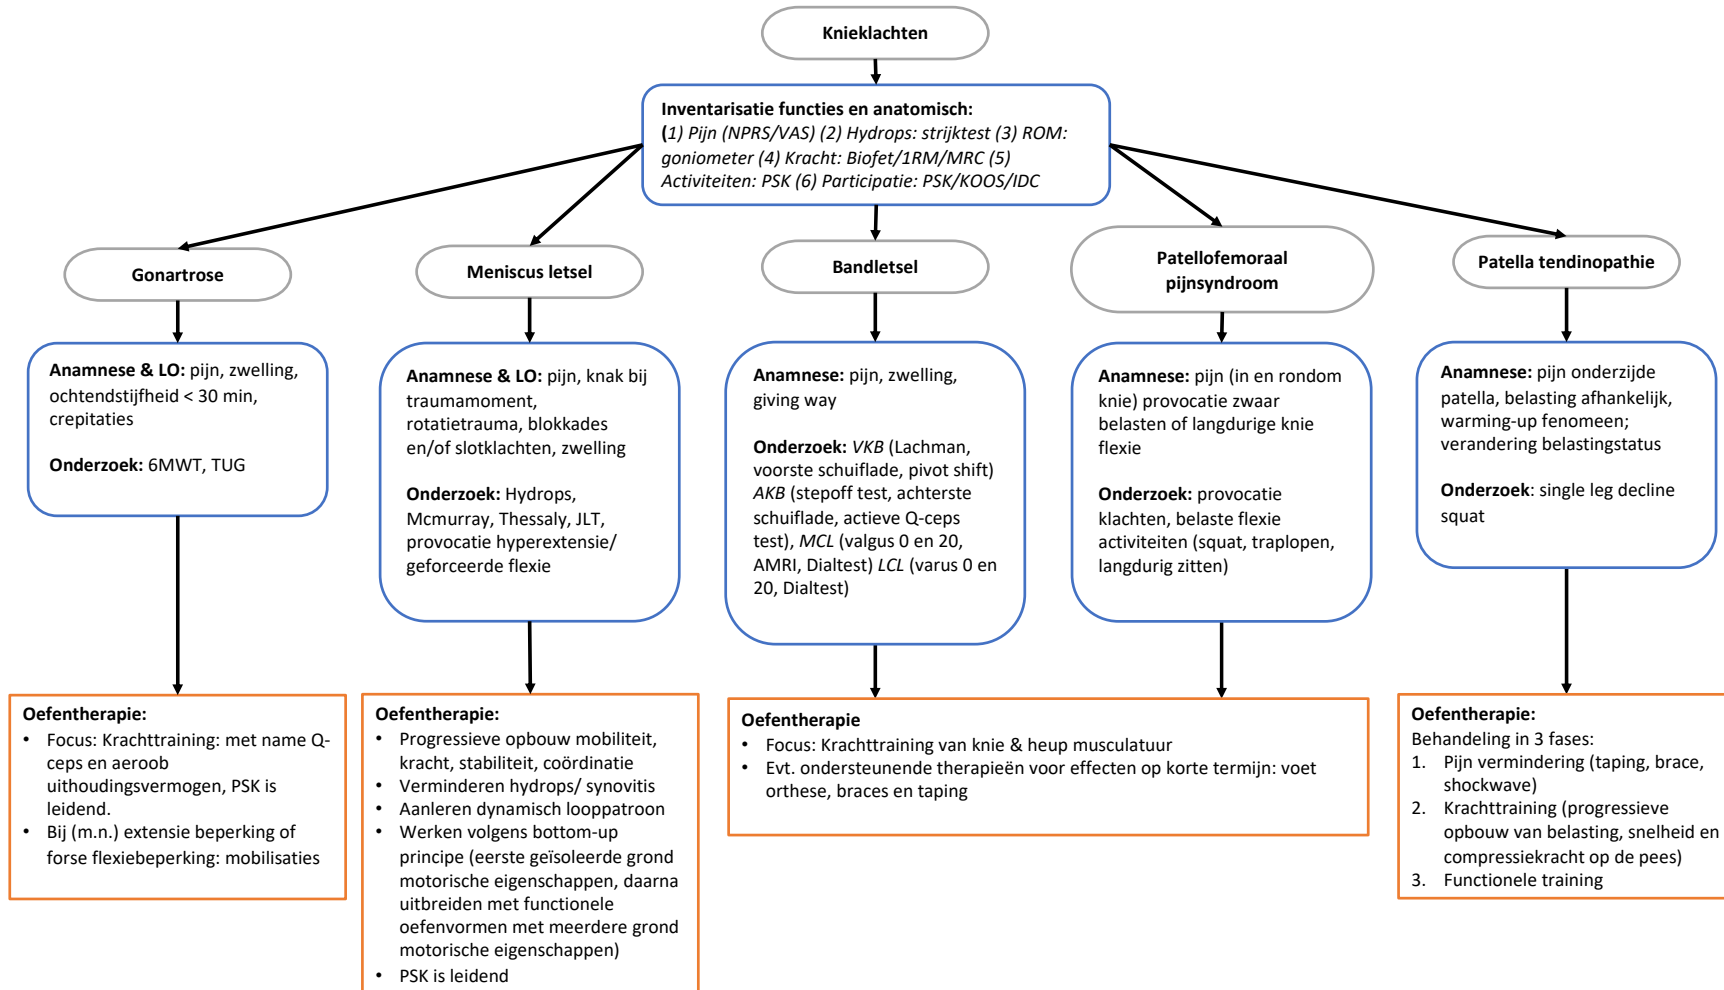 Knieklachten
Inventarisatie functies en anatomisch:
(1) Pijn (NPRS/VAS) (2) Hydrops: strijktest (3) ROM:
goniometer (4) Kracht: Biofet/1RM/MRC (5)
Activiteiten: PSK (6) Participatie: PSK/KOOS/IDC
Gonartrose
Meniscus letsel
Bandletsel
Patellofemoraal
pijnsyndroom
Patella tendinopathie
Anamnese & LO: pijn, zwelling,
ochtendstijfheid < 30 min,
crepitaties
Onderzoek: 6MWT, TUG
Anamnese & LO: pijn, knak bij
traumamoment,
rotatietrauma, blokkades
en/of slotklachten, zwelling
Onderzoek: Hydrops,
Mcmurray, Thessaly, JLT,
provocatie hyperextensie/
geforceerde flexie
Anamnese: pijn, zwelling,
giving way
Onderzoek: VKB (Lachman,
voorste schuiflade, pivot shift)
AKB (stepoff test, achterste
schuiflade, actieve Q-ceps
test), MCL (valgus 0 en 20,
AMRI, Dialtest) LCL (varus 0 en
20, Dialtest)
Anamnese: pijn (in en rondom
knie) provocatie zwaar
belasten of langdurige knie
flexie
Onderzoek: provocatie
klachten, belaste flexie
activiteiten (squat, traplopen,
langdurig zitten)
Anamnese: pijn onderzijde
patella, belasting afhankelijk,
warming-up fenomeen;
verandering belastingstatus
Onderzoek: single leg decline
squat
Oefentherapie:
• Focus: Krachttraining: met name Q-
ceps en aeroob
uithoudingsvermogen, PSK is
leidend.
• Bij (m.n.) extensie beperking of
forse flexiebeperking: mobilisaties
Oefentherapie:
• Progressieve opbouw mobiliteit,
kracht, stabiliteit, coördinatie
• Verminderen hydrops/ synovitis
• Aanleren dynamisch looppatroon
• Werken volgens bottom-up
principe (eerste geïsoleerde grond
motorische eigenschappen, daarna
uitbreiden met functionele
oefenvormen met meerdere grond
motorische eigenschappen)
• PSK is leidend
Oefentherapie
• Focus: Krachttraining van knie & heup musculatuur
• Evt. ondersteunende therapieën voor effecten op korte termijn: voet
orthese, braces en taping
Oefentherapie:
Behandeling in 3 fases:
1. Pijn vermindering (taping, brace,
shockwave)
2. Krachttraining (progressieve
opbouw van belasting, snelheid en
compressiekracht op de pees)
3. Functionele training